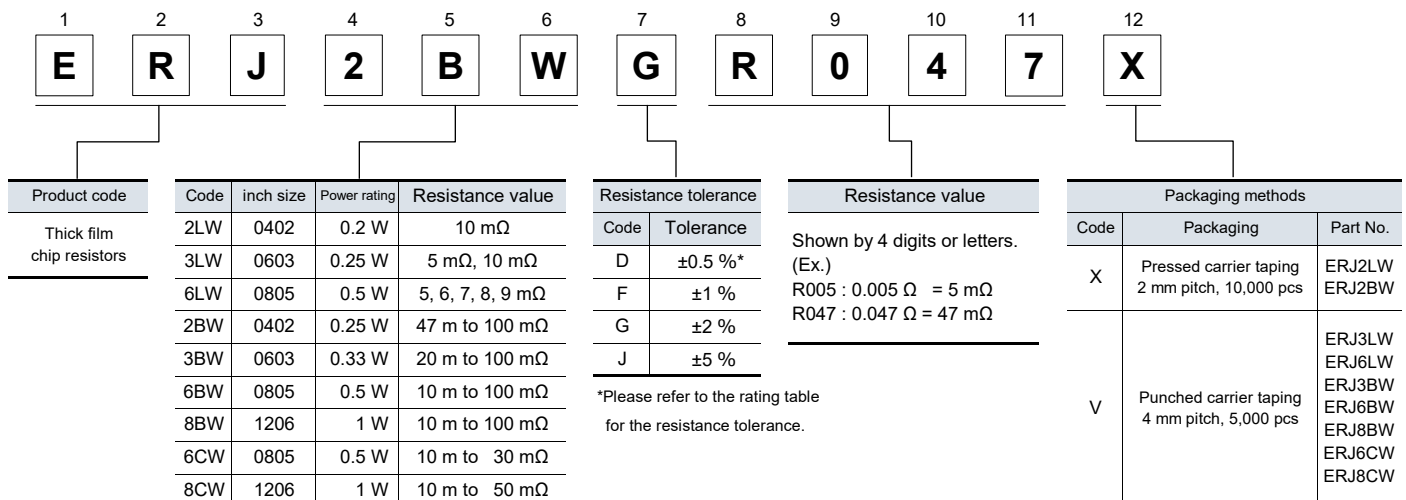 1 2 3 4 5 6 7 8 9 10 11 12
E R J 2 B W G R 0 4 7 X
Product code
Thick film
chip resistors
Code inch size Power rating Resistance value
2LW 0402 0.2 W 10 mΩ
3LW 0603 0.25 W 5 mΩ, 10 mΩ
6LW 0805 0.5 W 5, 6, 7, 8, 9 mΩ
2BW 0402 0.25 W 47 m to 100 mΩ
3BW 0603 0.33 W 20 m to 100 mΩ
6BW 0805 0.5 W 10 m to 100 mΩ
8BW 1206 1 W 10 m to 100 mΩ
6CW 0805 0.5 W 10 m to 30 mΩ
8CW 1206 1 W 10 m to 50 mΩ
Resistance tolerance
Code Tolerance
D ±0.5 %*
F ±1 %
G ±2 %
J ±5 %
*Please refer to the rating table
for the resistance tolerance.
Resistance value
Shown by 4 digits or letters.
(Ex.)
R005 : 0.005 Ω = 5 mΩ
R047 : 0.047 Ω = 47 mΩ
Packaging methods
Code Packaging Part No.
X Pressed carrier taping
2 mm pitch, 10,000 pcs
ERJ2LW
ERJ2BW
V Punched carrier taping
4 mm pitch, 5,000 pcs
ERJ3LW
ERJ6LW
ERJ3BW
ERJ6BW
ERJ8BW
ERJ6CW
ERJ8CW